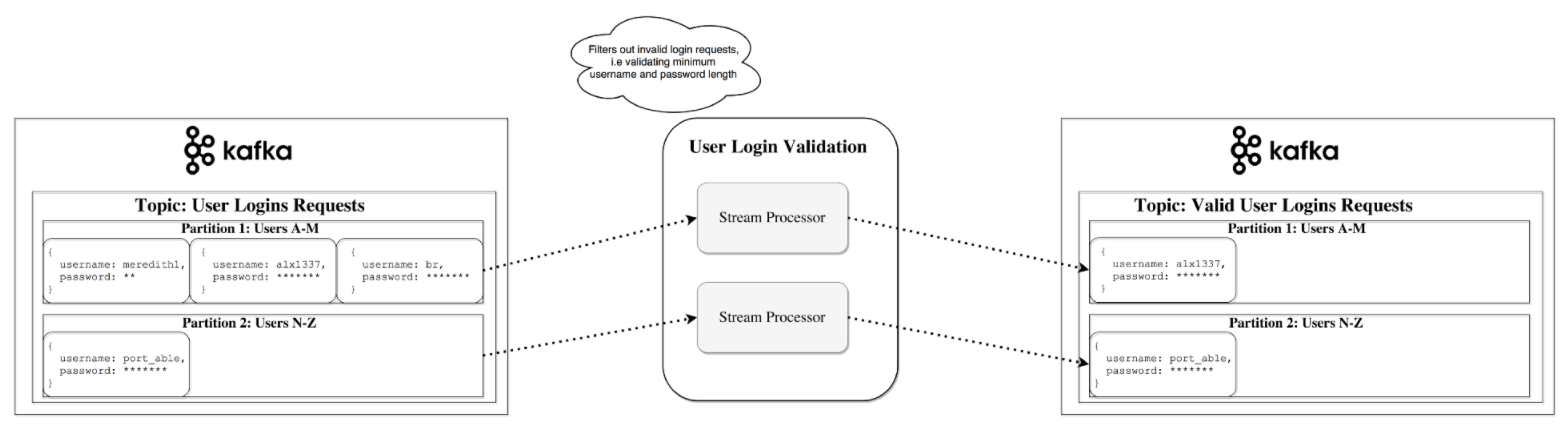 Filters out invalid login requests,
i.e validating minimum
username and password length
kafka
Topic: User Logins Requests
Partition 1: Users A-M
{
username: meredith1,
password: **
}
{
username: alx1337,
password: *******
}
{
username: br,
password: *******
}
Partition 2: Users N-Z
{
username: port_able,
password: *******
}
User Login Validation
Stream Processor
Stream Processor
kafka
Topic: Valid User Logins Requests
Partition 1: Users A-M
{
username: alx1337,
password: *******
}
Partition 2: Users N-Z
{
username: port_able,
password: *******
}